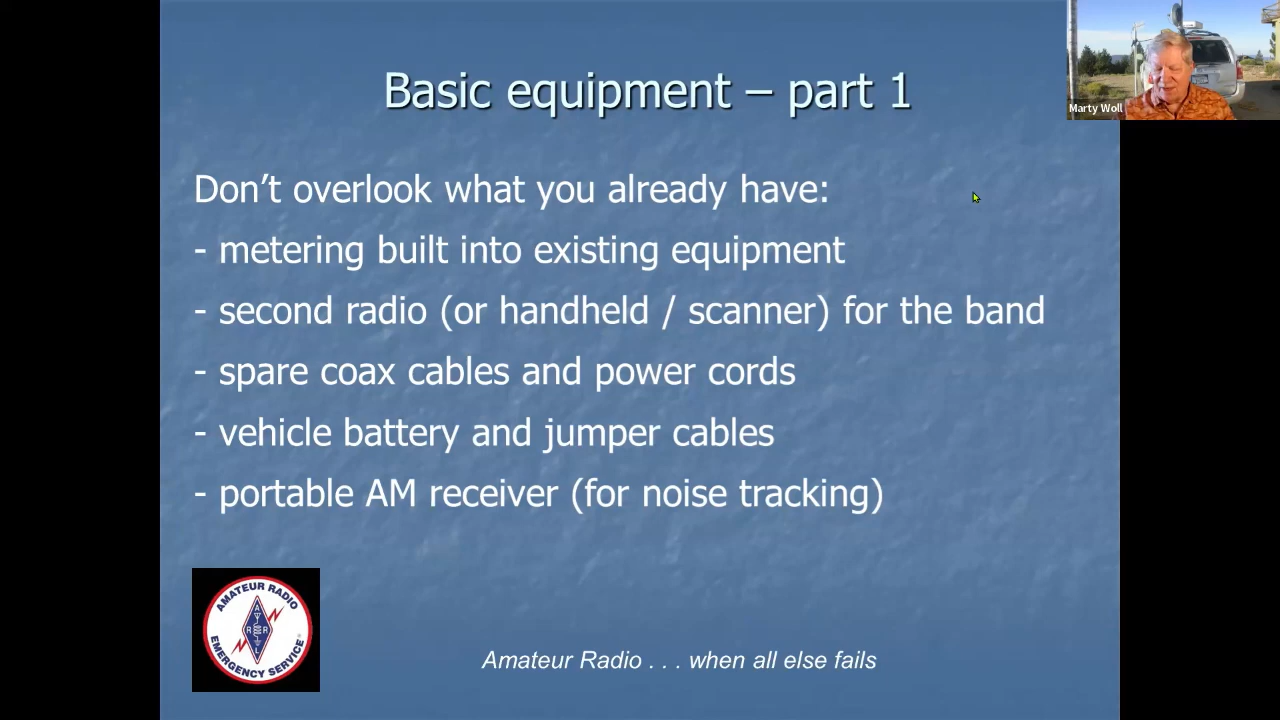 Basic equipment – part 1
Marty Woll
Don't overlook what you already have:
- metering built into existing equipment
- second radio (or handheld / scanner) for the band
- spare coax cables and power cords
- vehicle battery and jumper cables
- portable AM receiver (for noise tracking)
AMATEUR RADIO
A
R R
L
EMERGENCY SERVICE
Amateur Radio . . . when all else fails